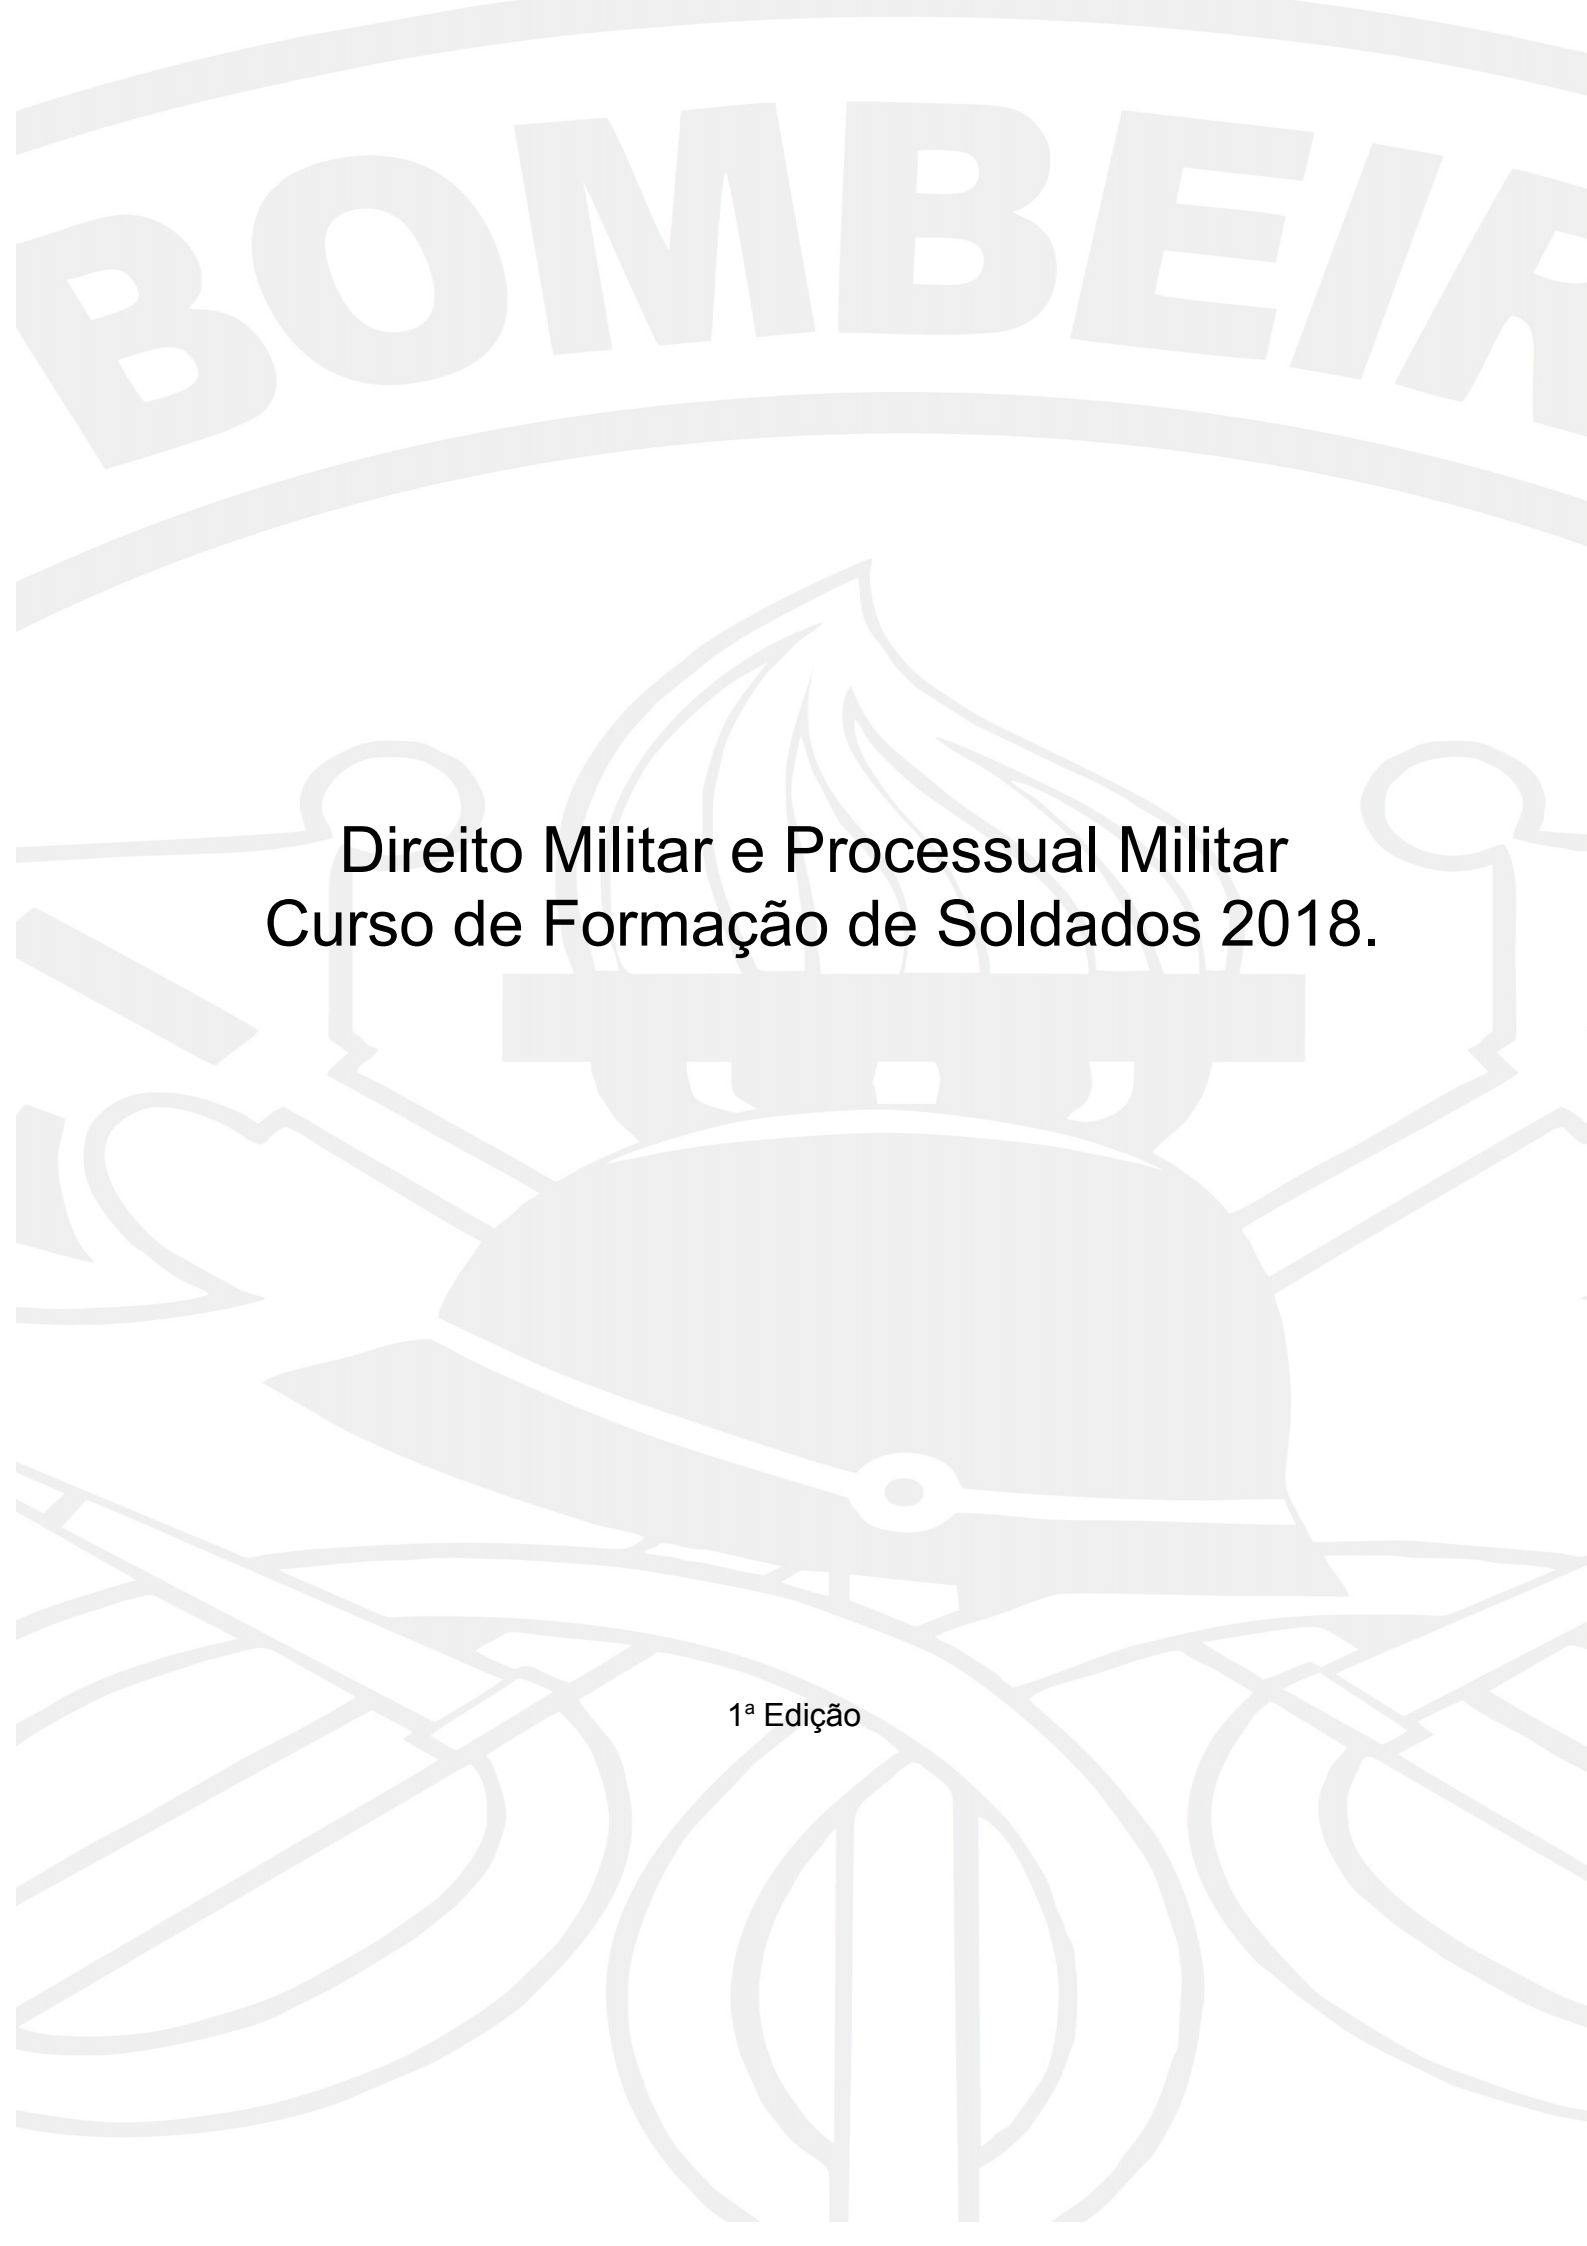 BOMBEIR
Direito Militar e Processual Militar
Curso de Formação de Soldados 2018.
1ª Edição